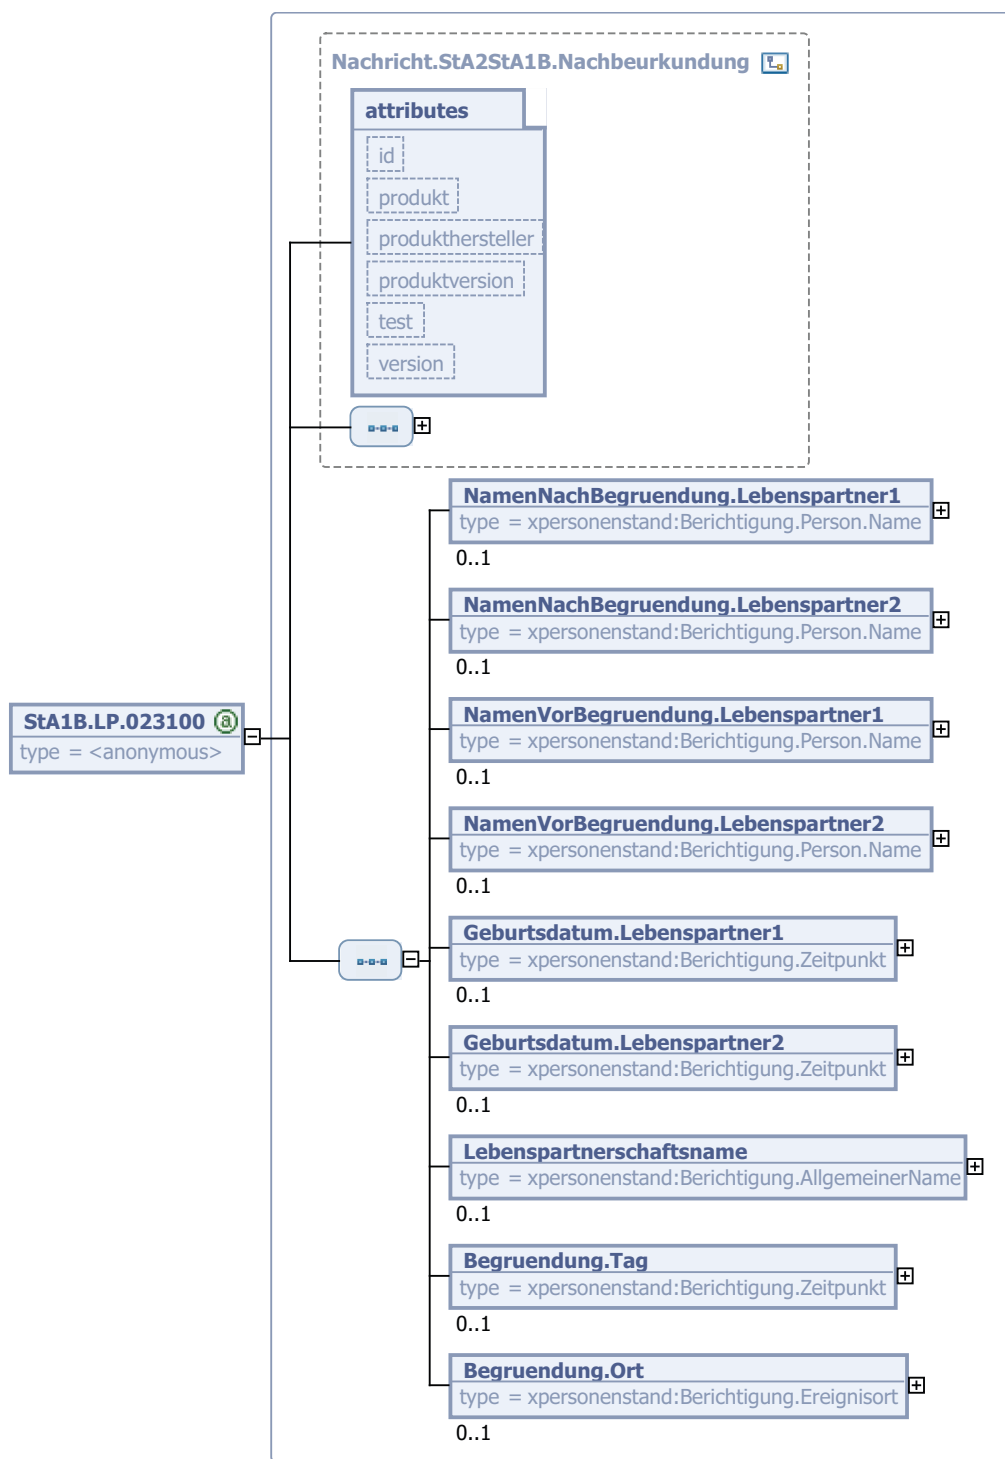 Nachricht.StA2StA1B.Nachbeurkundung
attributes
id
produkt
produkthersteller
produktversion
test
version
NamenNachBegruendung.Lebenspartner1
type = xpersonenstand:Berichtigung.Person.Name
0..1
NamenNachBegruendung.Lebenspartner2
type = xpersonenstand:Berichtigung.Person.Name
0..1
StA1B.LP.023100 @
type = <anonymous>
NamenVorBegruendung.Lebenspartner1
type = xpersonenstand:Berichtigung.Person.Name
0..1
NamenVorBegruendung.Lebenspartner2
type = xpersonenstand:Berichtigung.Person.Name
0..1
Geburtsdatum.Lebenspartner1
type = xpersonenstand:Berichtigung.Zeitpunkt
0..1
Geburtsdatum.Lebenspartner2
type = xpersonenstand:Berichtigung.Zeitpunkt
0..1
Lebenspartnerschaftsname
type = xpersonenstand:Berichtigung.AllgemeinerName
0..1
Begruendung.Tag
type = xpersonenstand:Berichtigung.Zeitpunkt
0..1
Begruendung.Ort
type = xpersonenstand:Berichtigung.Ereignisort
0..1